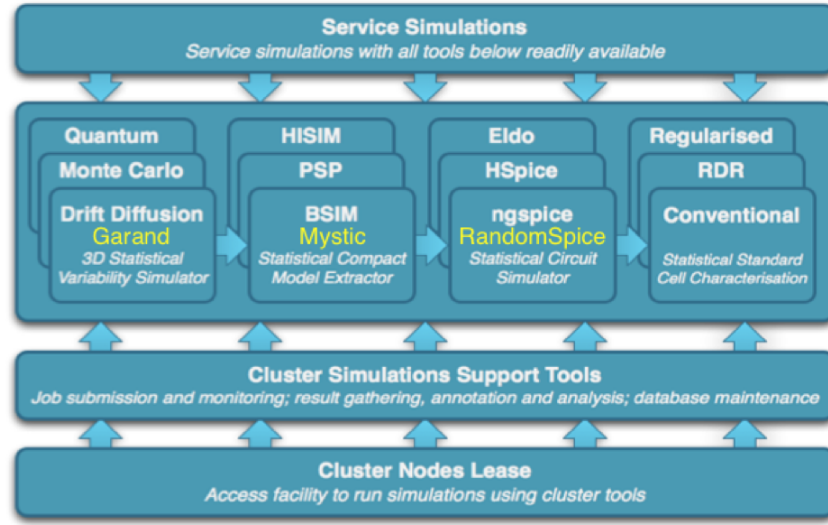 Service Simulations
Service simulations with all tools below readily available
Quantum
Monte Carlo
Drift Diffusion
Garand
3D Statistical
Variability Simulator
HISIM
PSP
BSIM
Mystic
Statistical Compact
Model Extractor
Eldo
HSpice
ngspice
RandomSpice
Statistical Circuit
Simulator
Regularised
RDR
Conventional
Statistical Standard
Cell Characterisation
Cluster Simulations Support Tools
Job submission and monitoring; result gathering, annotation and analysis; database maintenance
Cluster Nodes Lease
Access facility to run simulations using cluster tools